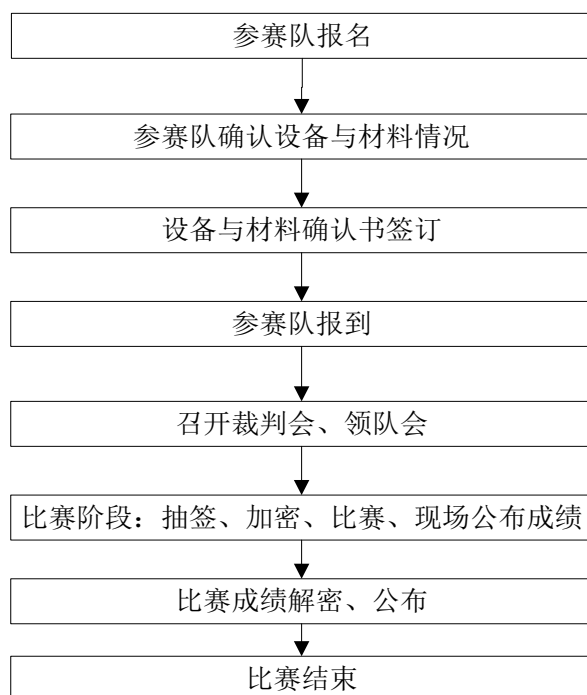 参赛队报名
参赛队确认设备与材料情况
设备与材料确认书签订
参赛队报到
召开裁判会、领队会
比赛阶段：抽签、加密、比赛、现场公布成绩
比赛成绩解密、公布
比赛结束